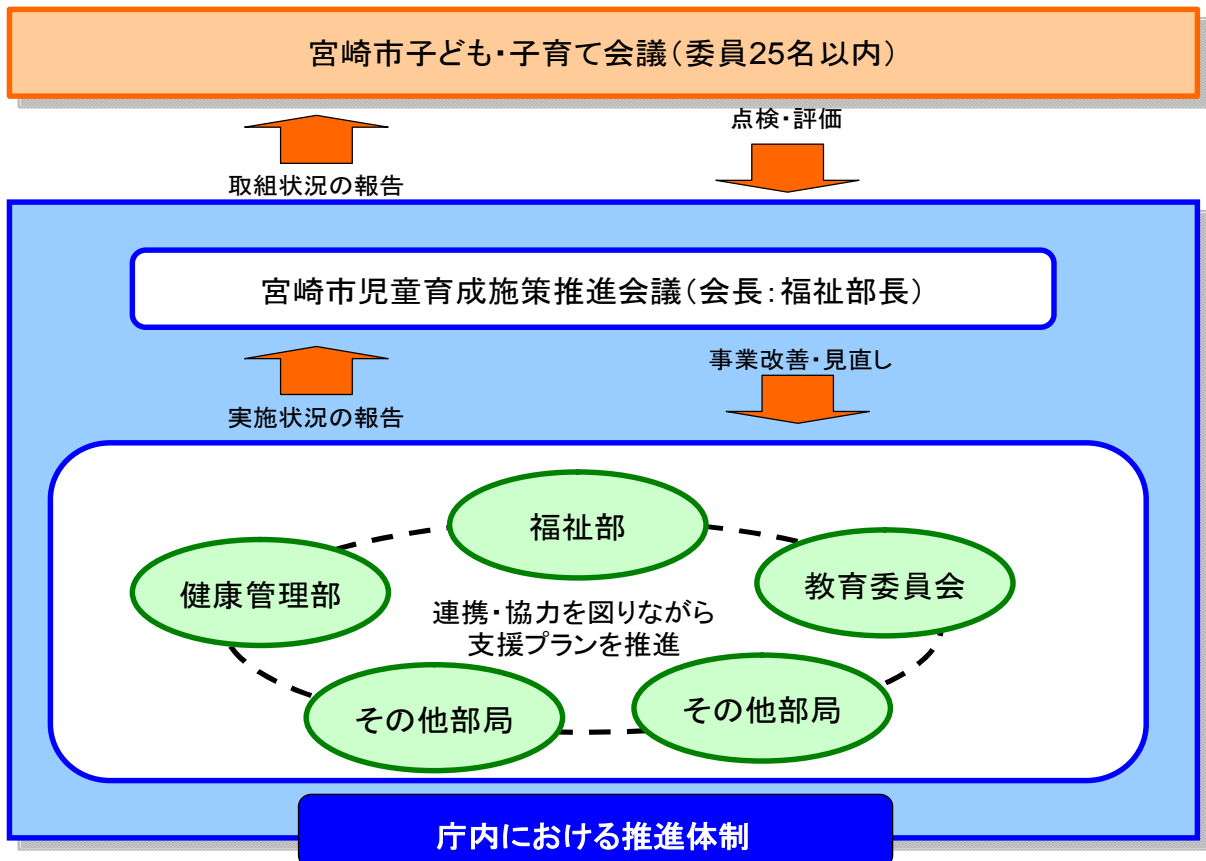 宮崎市子ども・子育て会議（委員25名以内）
点検・評価
取組状況の報告
宮崎市児童育成施策推進会議（会長：福祉部長）
事業改善・見直し
実施状況の報告
福祉部
健康管理部
教育委員会
連携・協力を図りながら
支援プランを推進
その他部局
その他部局
庁内における推進体制